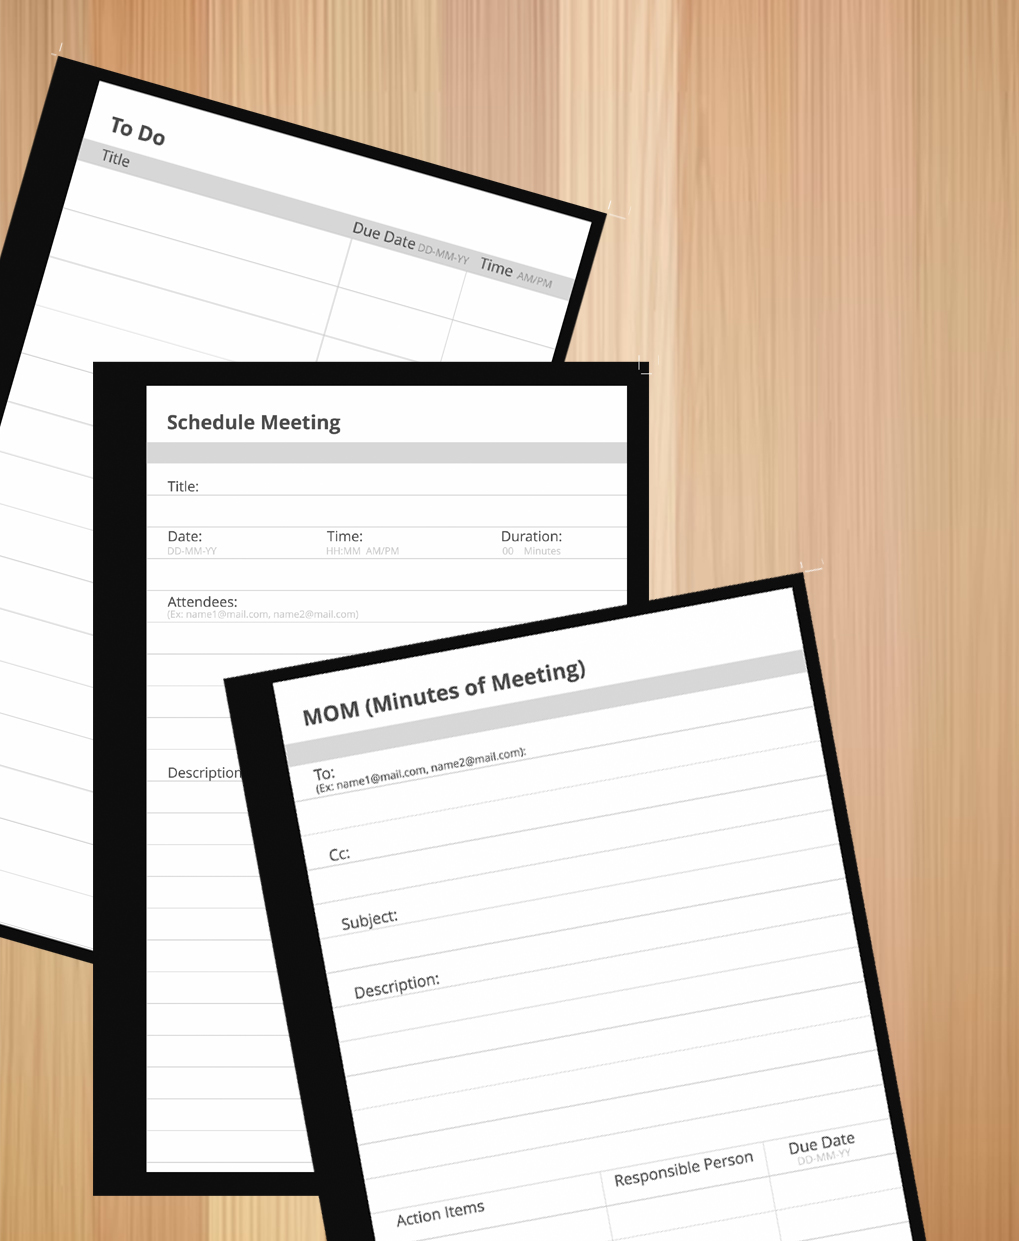 To Do
Title
Due Date DD-MM-YY
Time AM/PM
Schedule Meeting
Title:
Date:
DD-MM-YY
Time:
HH:MM AM/PM
Duration:
00 Minutes
Attendees:
(Ex: name1@mail.com, name2@mail.com)
Description
MOM (Minutes of Meeting)
To:
(Ex: name1@mail.com, name2@mail.com):
Cc:
Subject:
Description:
Action Items
Responsible Person
Due Date
DD-MM-YY